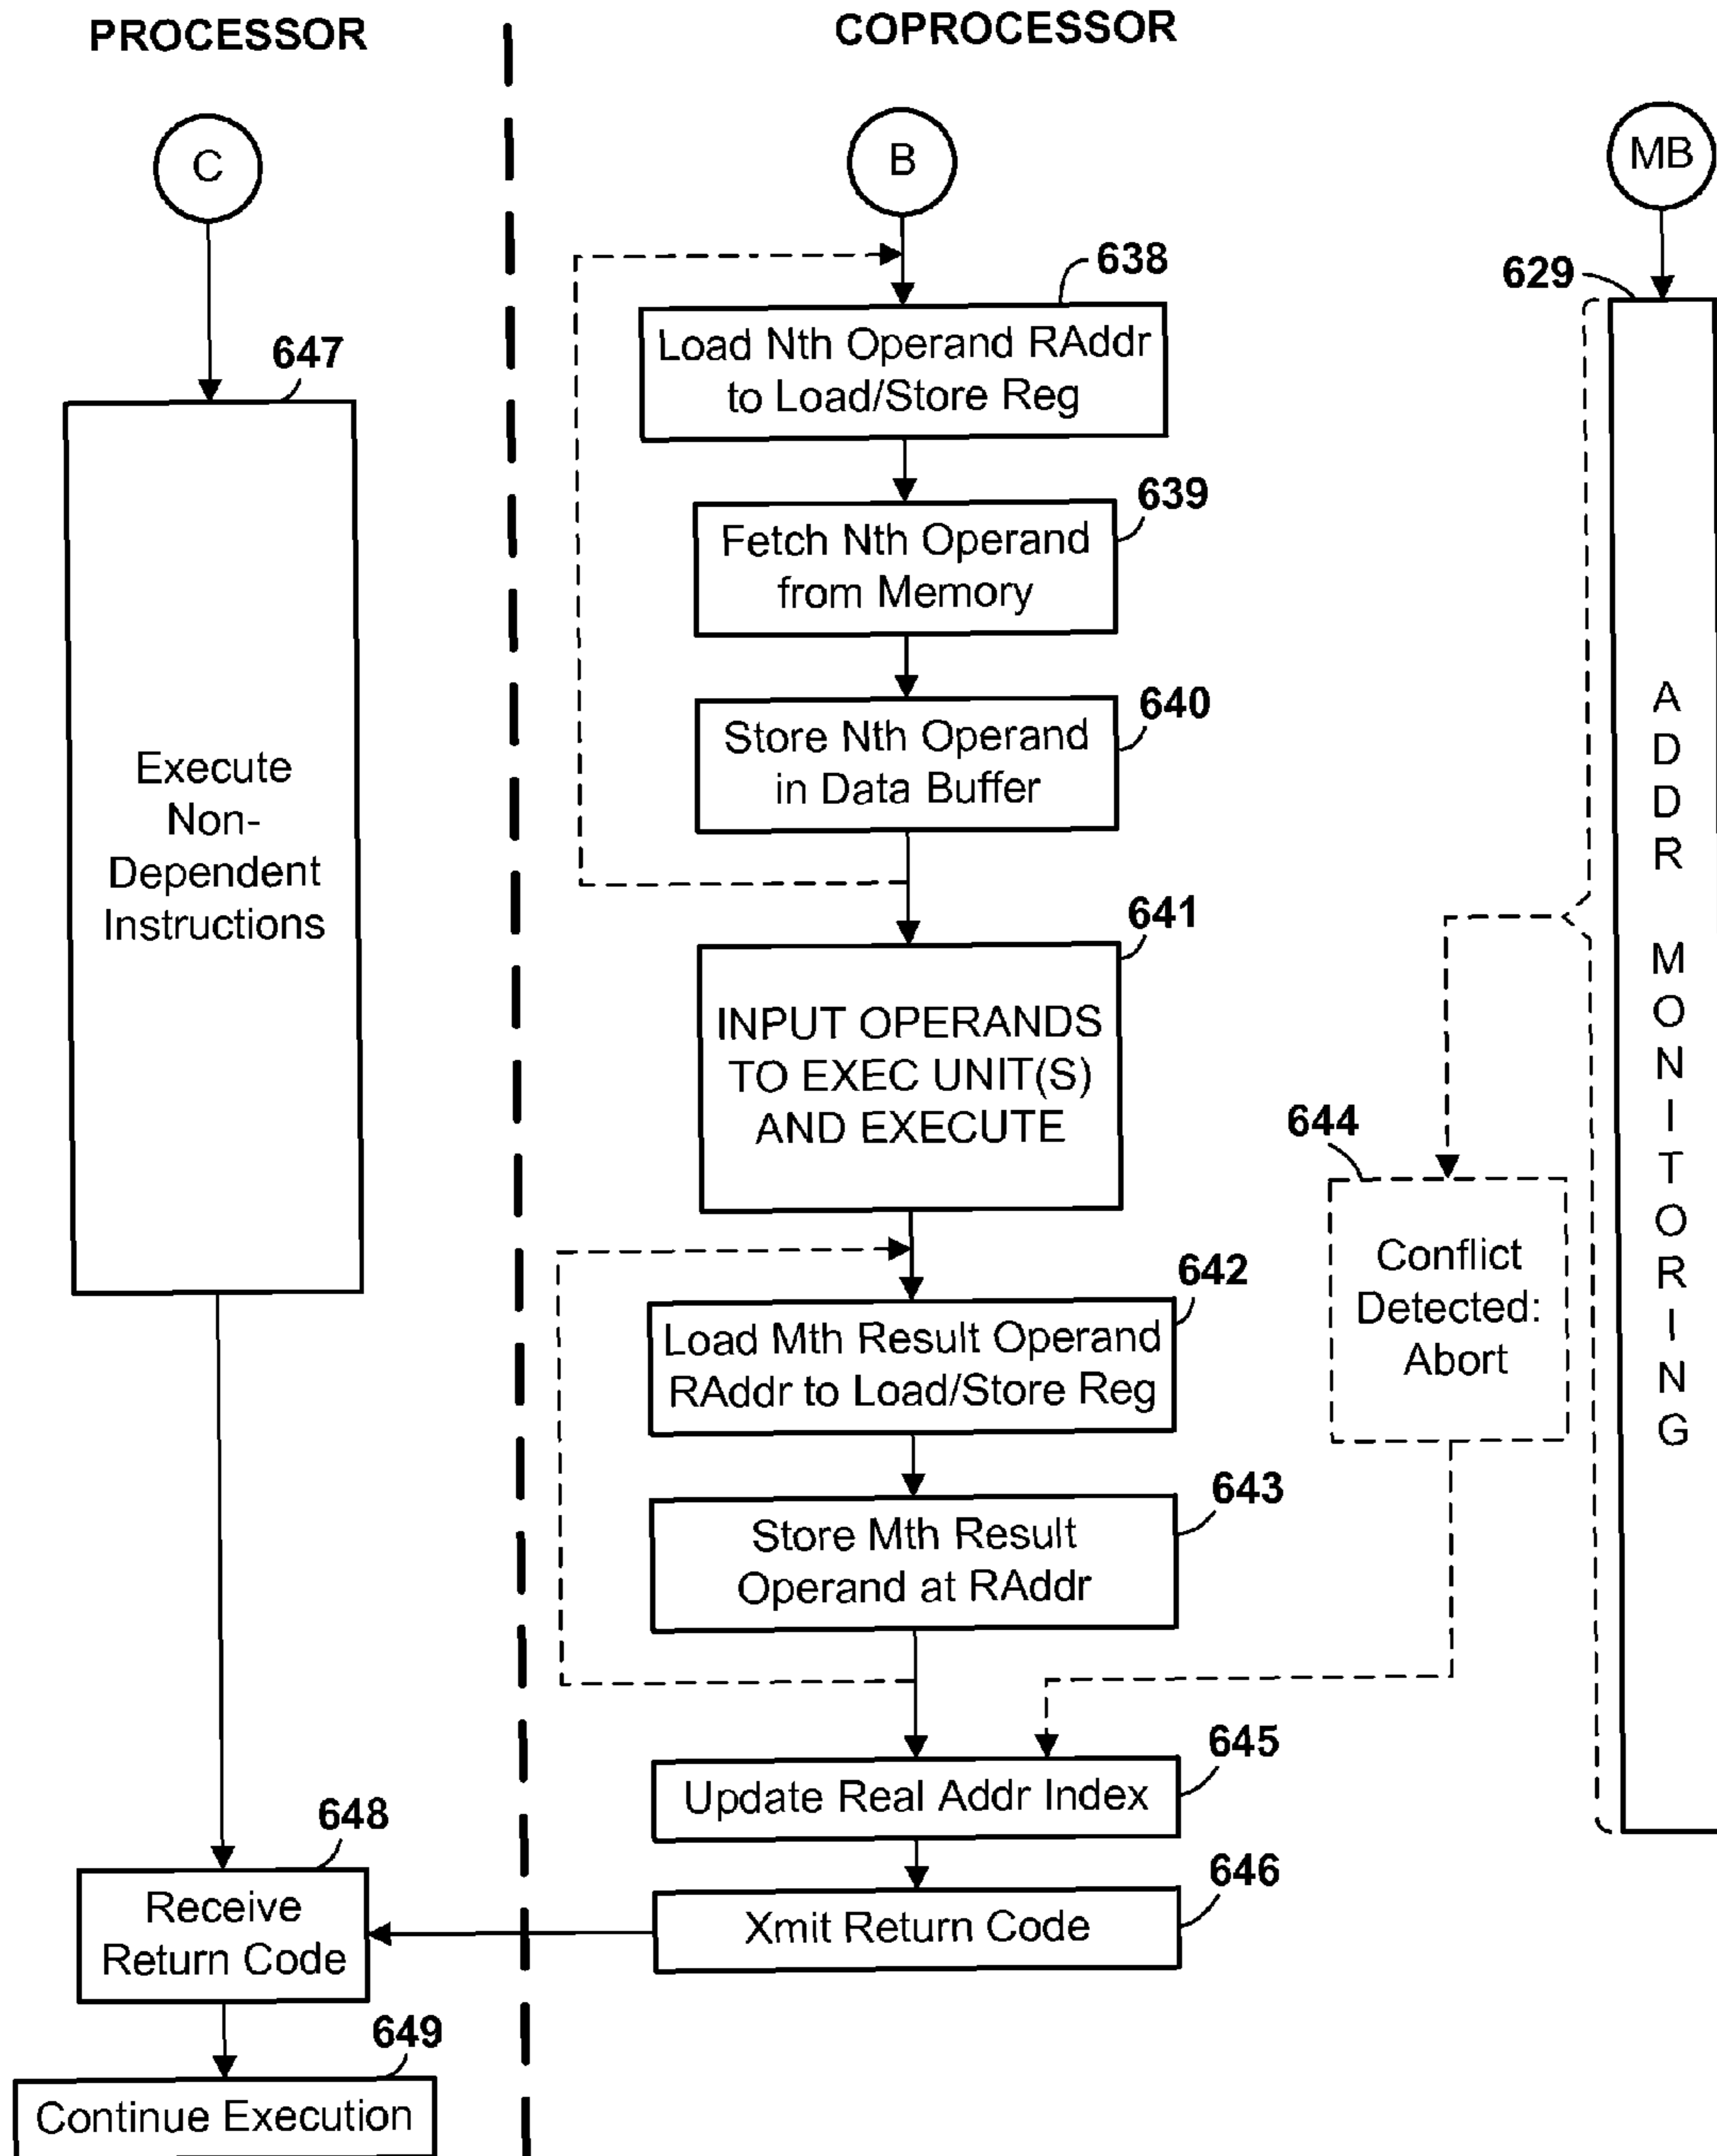 PROCESSOR
COPROCESSOR
C
B
MB
638
629
Load Nth Operand RAddr
to Load/Store Reg
647
639
Fetch Nth Operand
from Memory
640
Store Nth Operand
in Data Buffer
Execute
Non-
Dependent
Instructions
641
INPUT OPERANDS
TO EXEC UNIT(S)
AND EXECUTE
ADDR MONITORING
644
Conflict
Detected:
Abort
642
Load Mth Result Operand
RAddr to Load/Store Reg
643
Store Mth Result
Operand at RAddr
645
Update Real Addr Index
648
Receive
Return Code
646
Xmit Return Code
649
Continue Execution